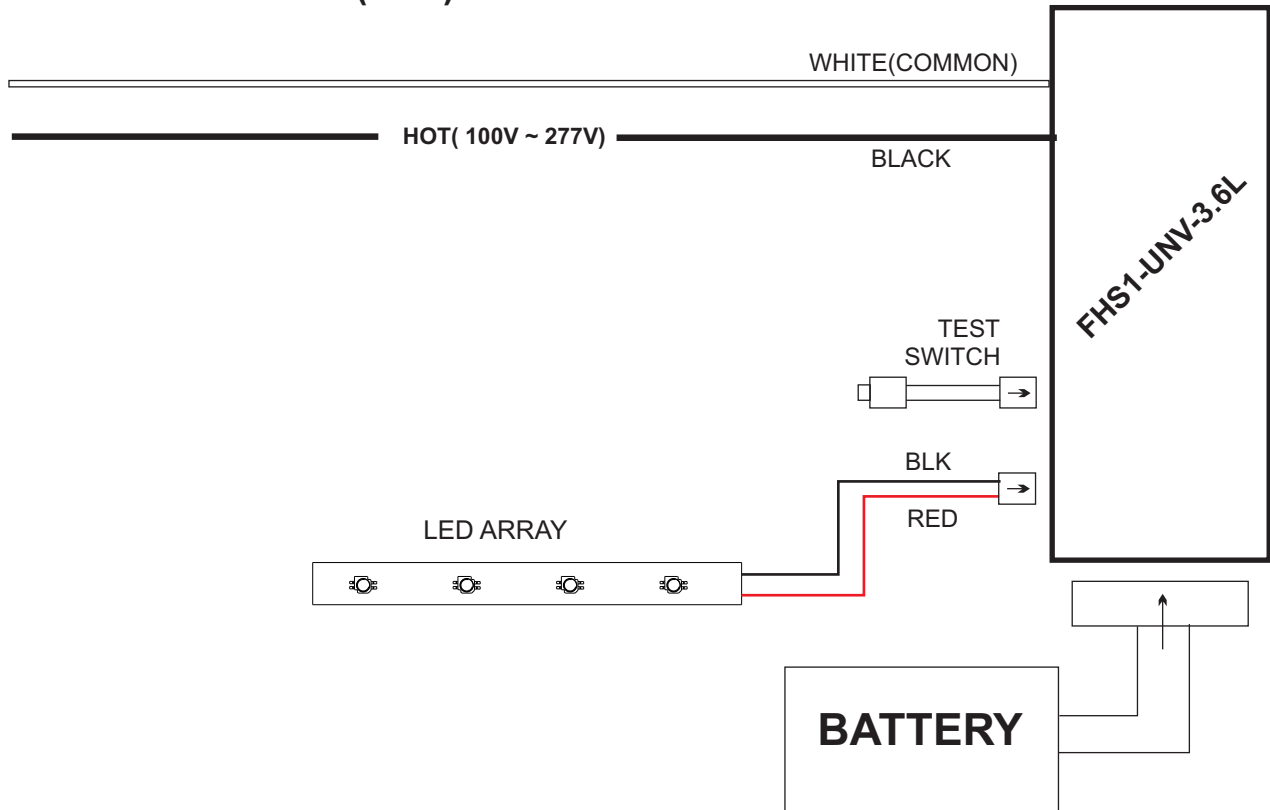 WHITE(COMMON)
HOT( 100V ~ 277V)
BLACK
FHS1-UNV-3.6L
TEST
SWITCH
BLK
RED
LED ARRAY
BATTERY